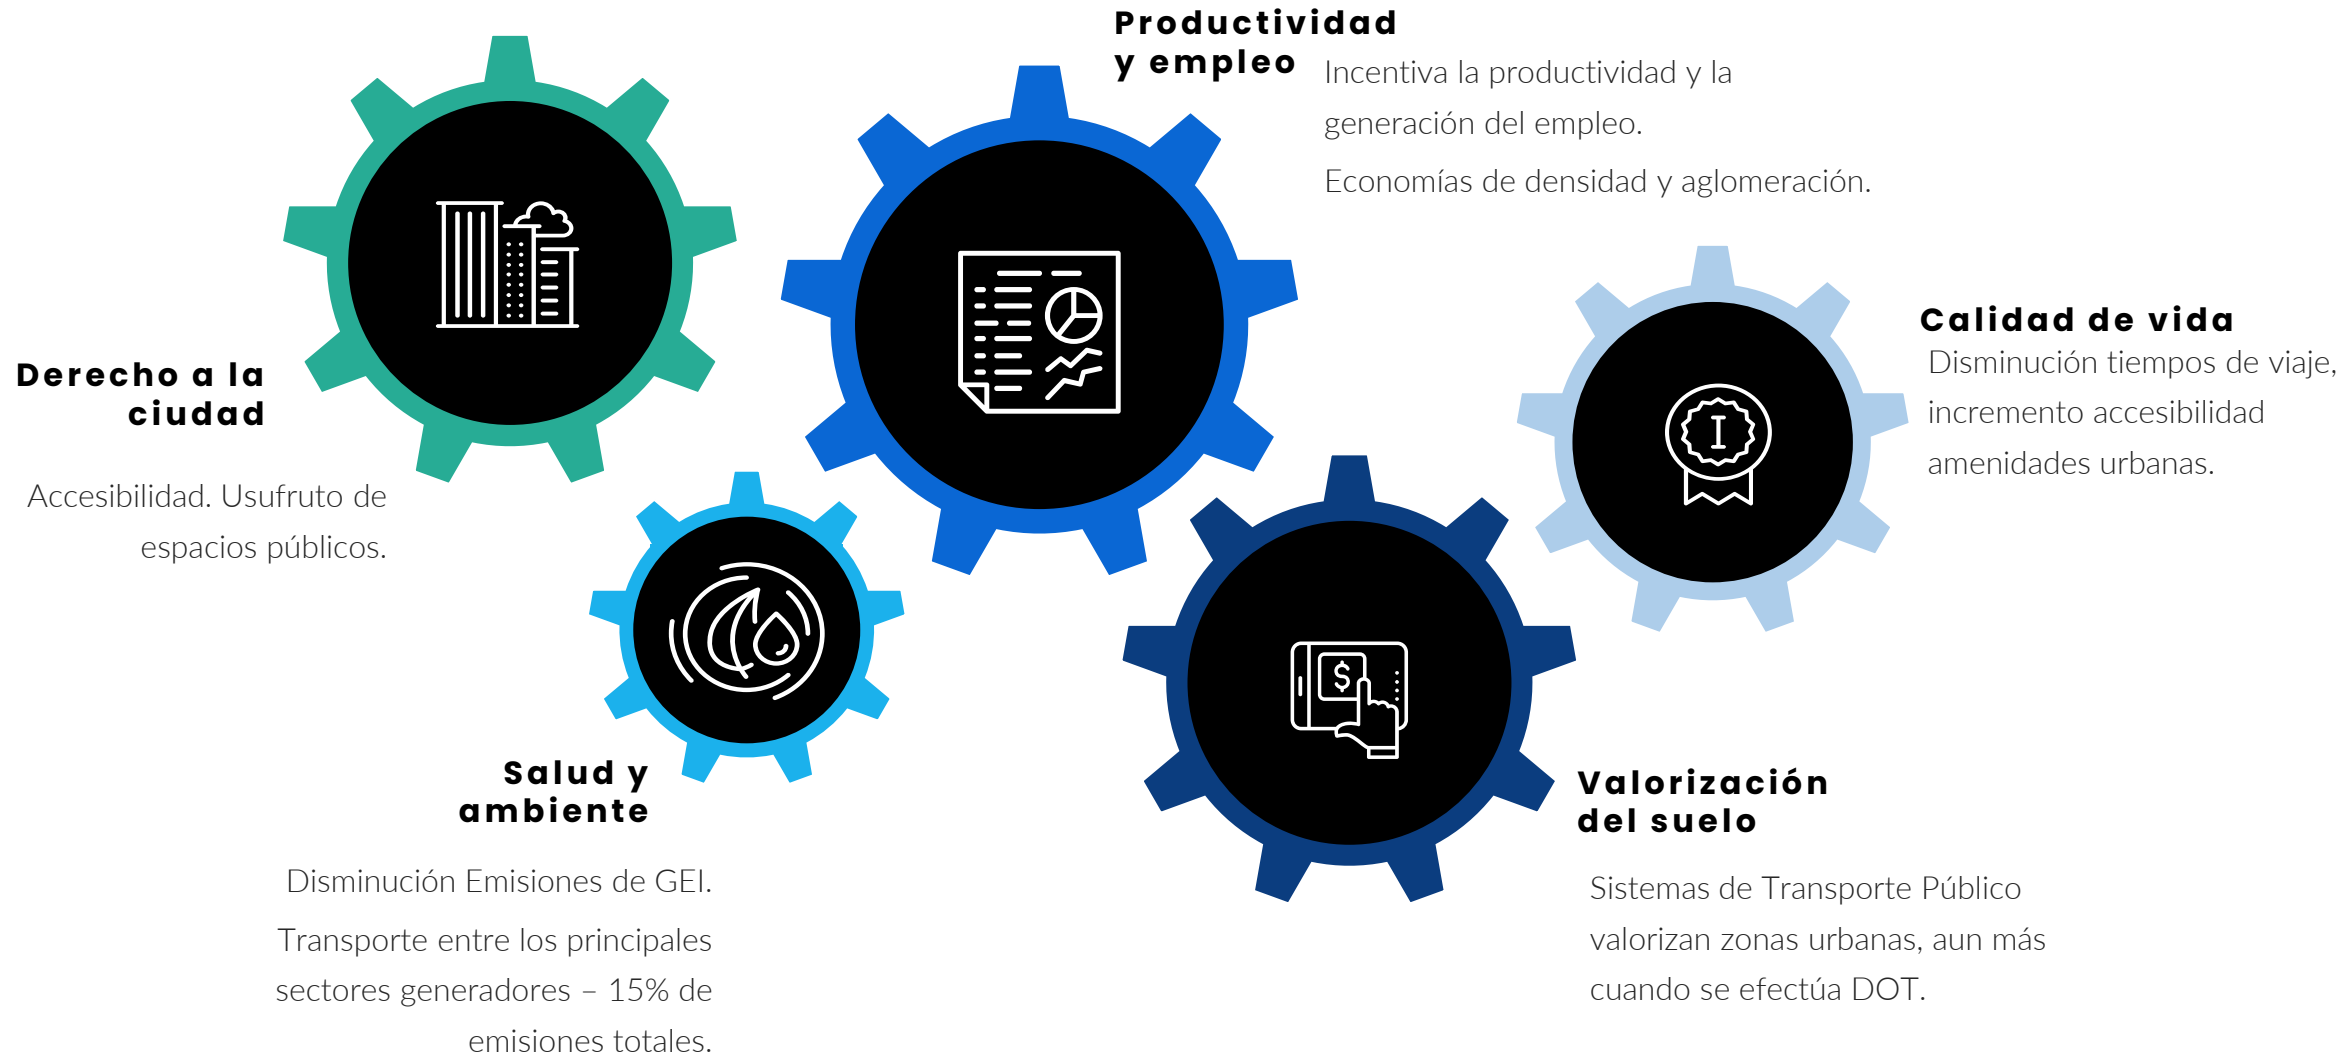 Productividad
y empleo
Incentiva la productividad y la
generación del empleo.
Economías de densidad y aglomeración.
Derecho a la
ciudad
Accesibilidad. Usufruto de
espacios públicos.
Calidad de vida
Disminución tiempos de viaje,
incremento accesibilidad
amenidades urbanas.
I
$
Salud y
ambiente
Disminución Emisiones de GEI.
Transporte entre los principales
sectores generadores – 15% de
emisiones totales.
Valorización
del suelo
Sistemas de Transporte Público
valorizan zonas urbanas, aun más
cuando se efectúa DOT.